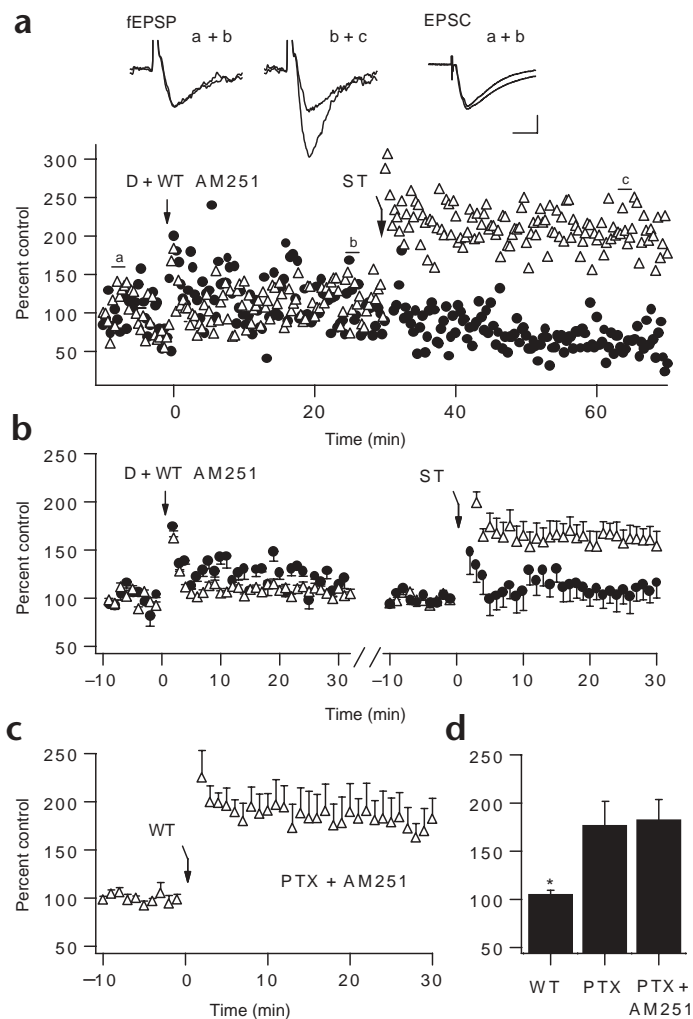 a
fEPSP
a + b
b + c
EPSC
a + b
300
250
200
150
100
50
Percent control
D + WT AM251
ST
a
b
c
0
20
40
60
Time (min)
b
250
200
150
100
50
Percent control
D + WT AM251
ST
–10
0
10
20
30
–10
0
10
20
30
Time (min)
c
250
200
150
100
50
Percent control
WT
PTX + AM251
–10
0
10
20
30
Time (min)
d
250
200
150
100
50
*
WT
PTX
PTX +
AM251